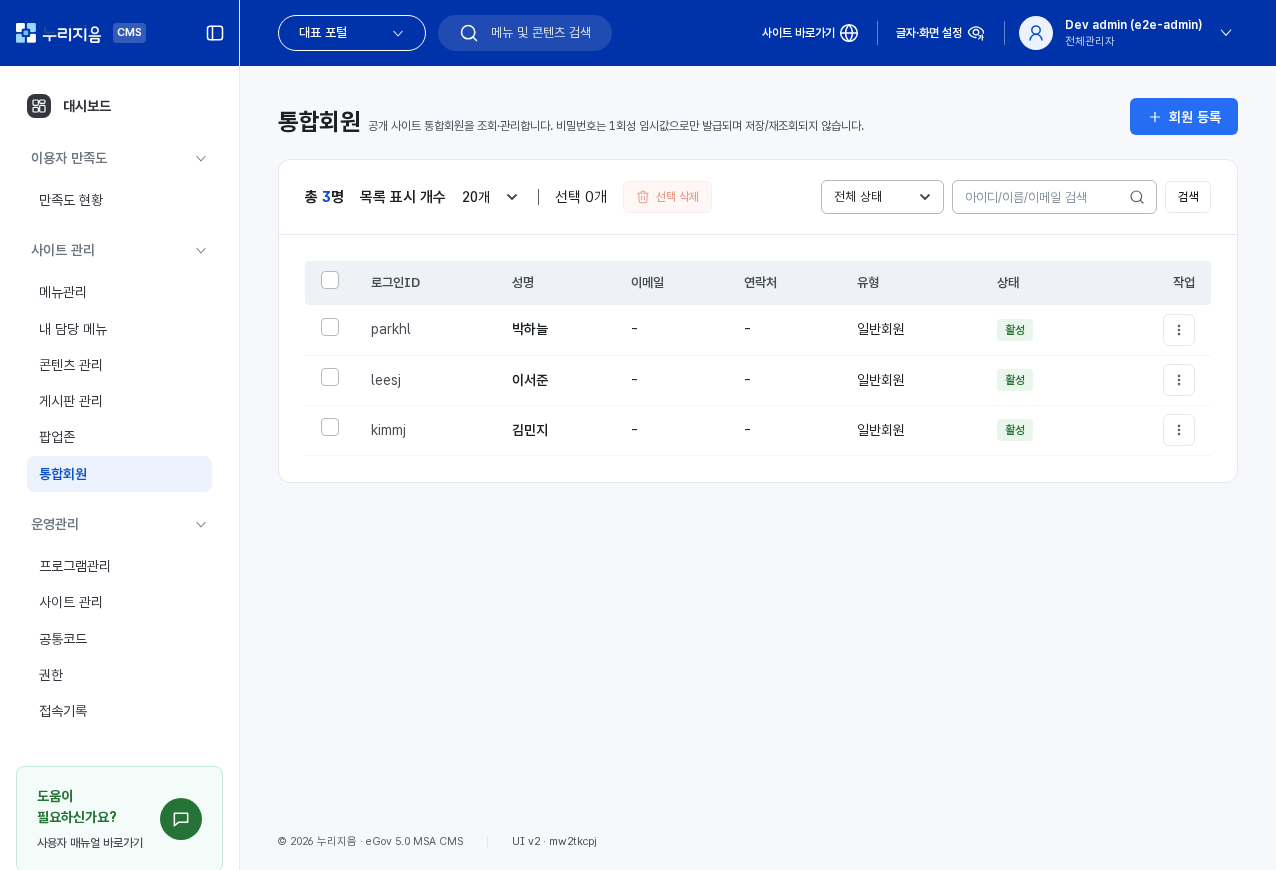 누리지음 CMS
대표 포털
메뉴 및 콘텐츠 검색
사이트 바로가기
글자·화면 설정
Dev admin (e2e-admin)
전체관리자
대시보드
이용자 만족도
만족도 현황
사이트 관리
메뉴관리
내 담당 메뉴
콘텐츠 관리
게시판 관리
팝업존
통합회원
운영관리
프로그램관리
사이트 관리
공통코드
권한
접속기록
도움이
필요하신가요?
사용자 매뉴얼 바로가기
통합회원 공개 사이트 통합회원을 조회·관리합니다. 비밀번호는 1회성 임시값으로만 발급되며 저장/재조회되지 않습니다.
회원 등록
총 3명 목록 표시 개수 20개 선택 0개 선택 삭제 전체 상태 아이디/이름/이메일 검색 검색
로그인ID 성명 이메일 연락처 유형 상태 작업
parkhl 박하늘 - - 일반회원 활성
leesj 이서준 - - 일반회원 활성
kimmj 김민지 - - 일반회원 활성
© 2026 누리지음 · eGov 5.0 MSA CMS
UI v2 · mw2tkcpj